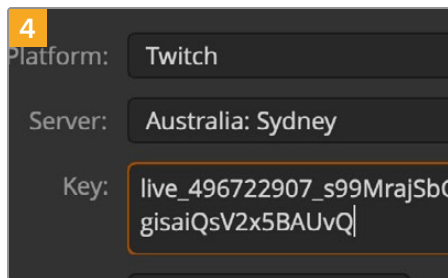 4
Platform: Twitch
Server: Australia: Sydney
Key: live_496722907_s99MrajSb
gisaiQsV2x5BAUvQ